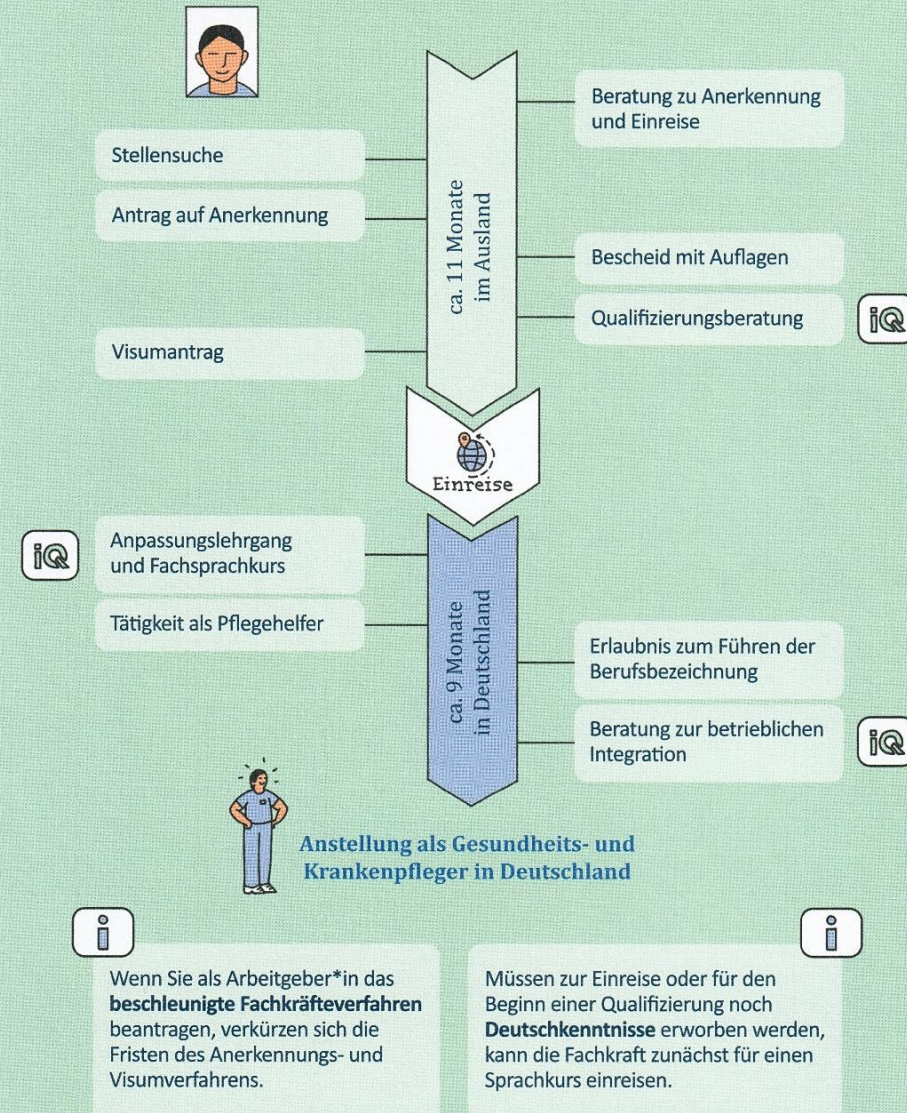 Beratung zu Anerkennung
und Einreise
Stellensuche
Antrag auf Anerkennung
ca. 11 Monate
im Ausland
Bescheid mit Auflagen
Qualifizierungsberatung
iQ
Visumantrag
Einreise
iQ
Anpassungslehrgang
und Fachsprachkurs
Tätigkeit als Pflegehelfer
ca. 9 Monate
in Deutschland
Erlaubnis zum Führen der
Berufsbezeichnung
Beratung zur betrieblichen
Integration
iQ
Anstellung als Gesundheits- und
Krankenpfleger in Deutschland
i
Wenn Sie als Arbeitgeber*in das
beschleunigte Fachkräfteverfahren
beantragen, verkürzen sich die
Fristen des Anerkennungs- und
Visumverfahrens.
i
Müssen zur Einreise oder für den
Beginn einer Qualifizierung noch
Deutschkenntnisse erworben werden,
kann die Fachkraft zunächst für einen
Sprachkurs einreisen.